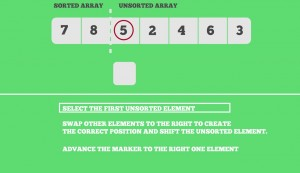 SORTED ARRAY UNSORTED ARRAY
7 8 5 2 4 6 3
SELECT THE FIRST UNSORTED ELEMENT
SWAP OTHER ELEMENTS TO THE RIGHT TO CREATE
THE CORRECT POSITION AND SHIFT THE UNSORTED ELEMENT.
ADVANCE THE MARKER TO THE RIGHT ONE ELEMENT